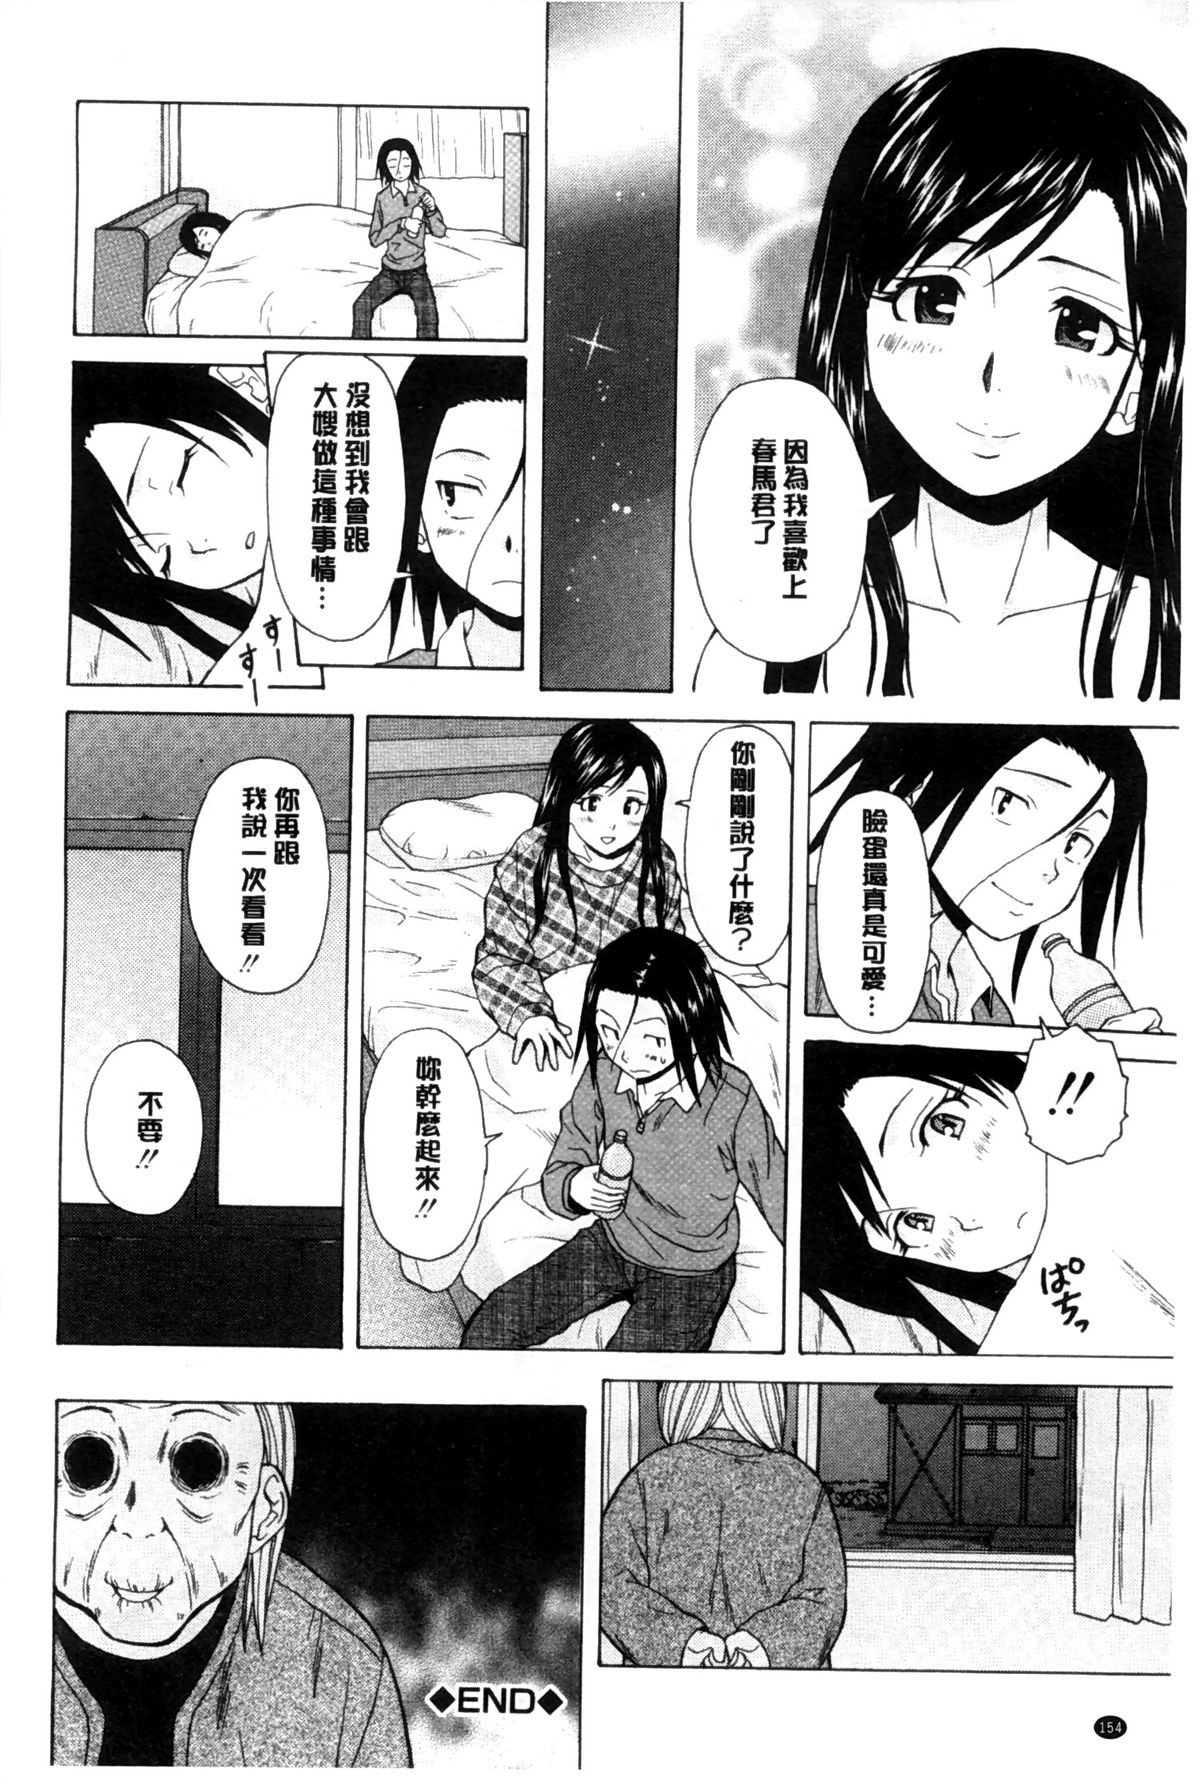 因為我喜歡上
春馬君了
沒想到我會跟
大嫂做這種事情…
すー
すー
臉蛋還真是可愛…
!!
ぱちっ
你剛剛說了什麼?
妳幹麼起來!!
你再跟
我說一次看看!!
不要!!
◆END◆
154